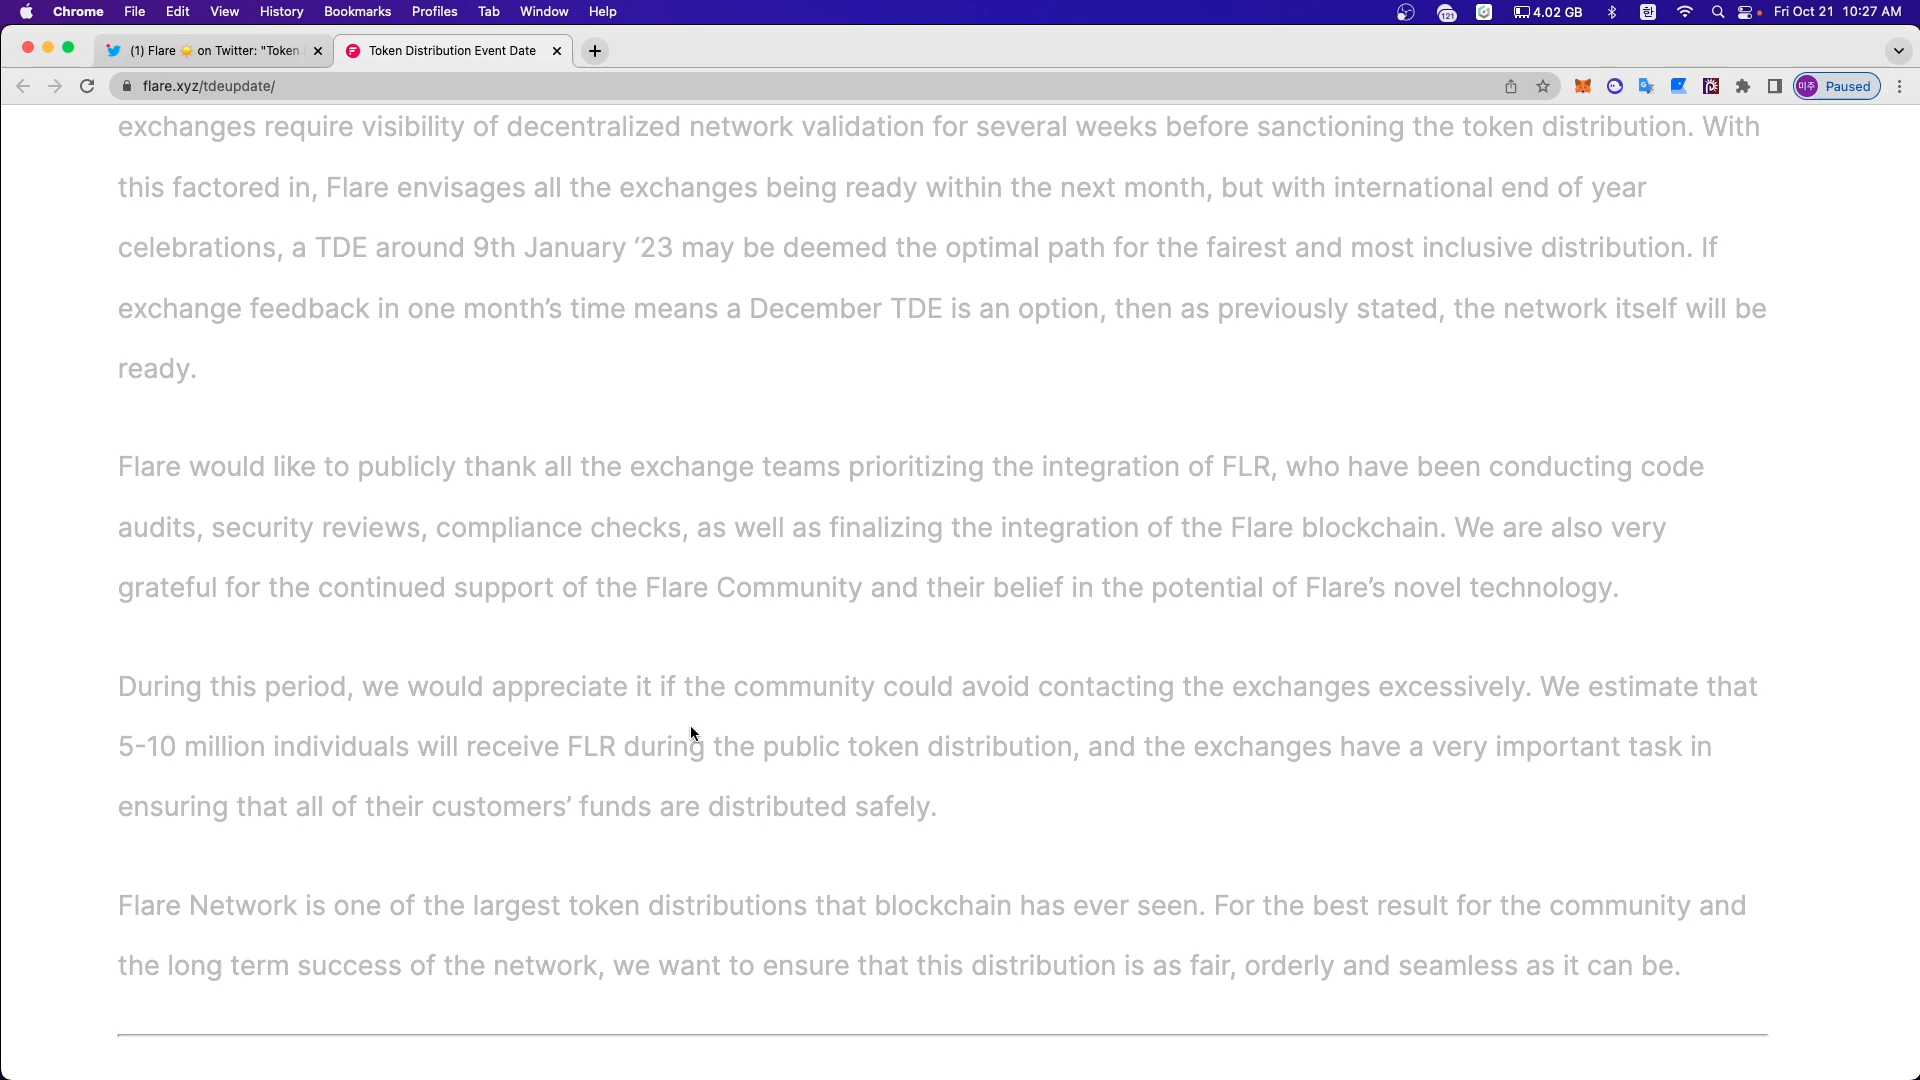 Chrome File Edit View History Bookmarks Profiles Tab Window Help 121 4.02 GB 한 Fri Oct 21 10:27 AM
(1) Flare on Twitter: "Token Token Distribution Event Date
flare.xyz/tdeupdate/ 미주 Paused
exchanges require visibility of decentralized network validation for several weeks before sanctioning the token distribution. With
this factored in, Flare envisages all the exchanges being ready within the next month, but with international end of year
celebrations, a TDE around 9th January ‘23 may be deemed the optimal path for the fairest and most inclusive distribution. If
exchange feedback in one month’s time means a December TDE is an option, then as previously stated, the network itself will be
ready.
Flare would like to publicly thank all the exchange teams prioritizing the integration of FLR, who have been conducting code
audits, security reviews, compliance checks, as well as finalizing the integration of the Flare blockchain. We are also very
grateful for the continued support of the Flare Community and their belief in the potential of Flare’s novel technology.
During this period, we would appreciate it if the community could avoid contacting the exchanges excessively. We estimate that
5-10 million individuals will receive FLR during the public token distribution, and the exchanges have a very important task in
ensuring that all of their customers’ funds are distributed safely.
Flare Network is one of the largest token distributions that blockchain has ever seen. For the best result for the community and
the long term success of the network, we want to ensure that this distribution is as fair, orderly and seamless as it can be.